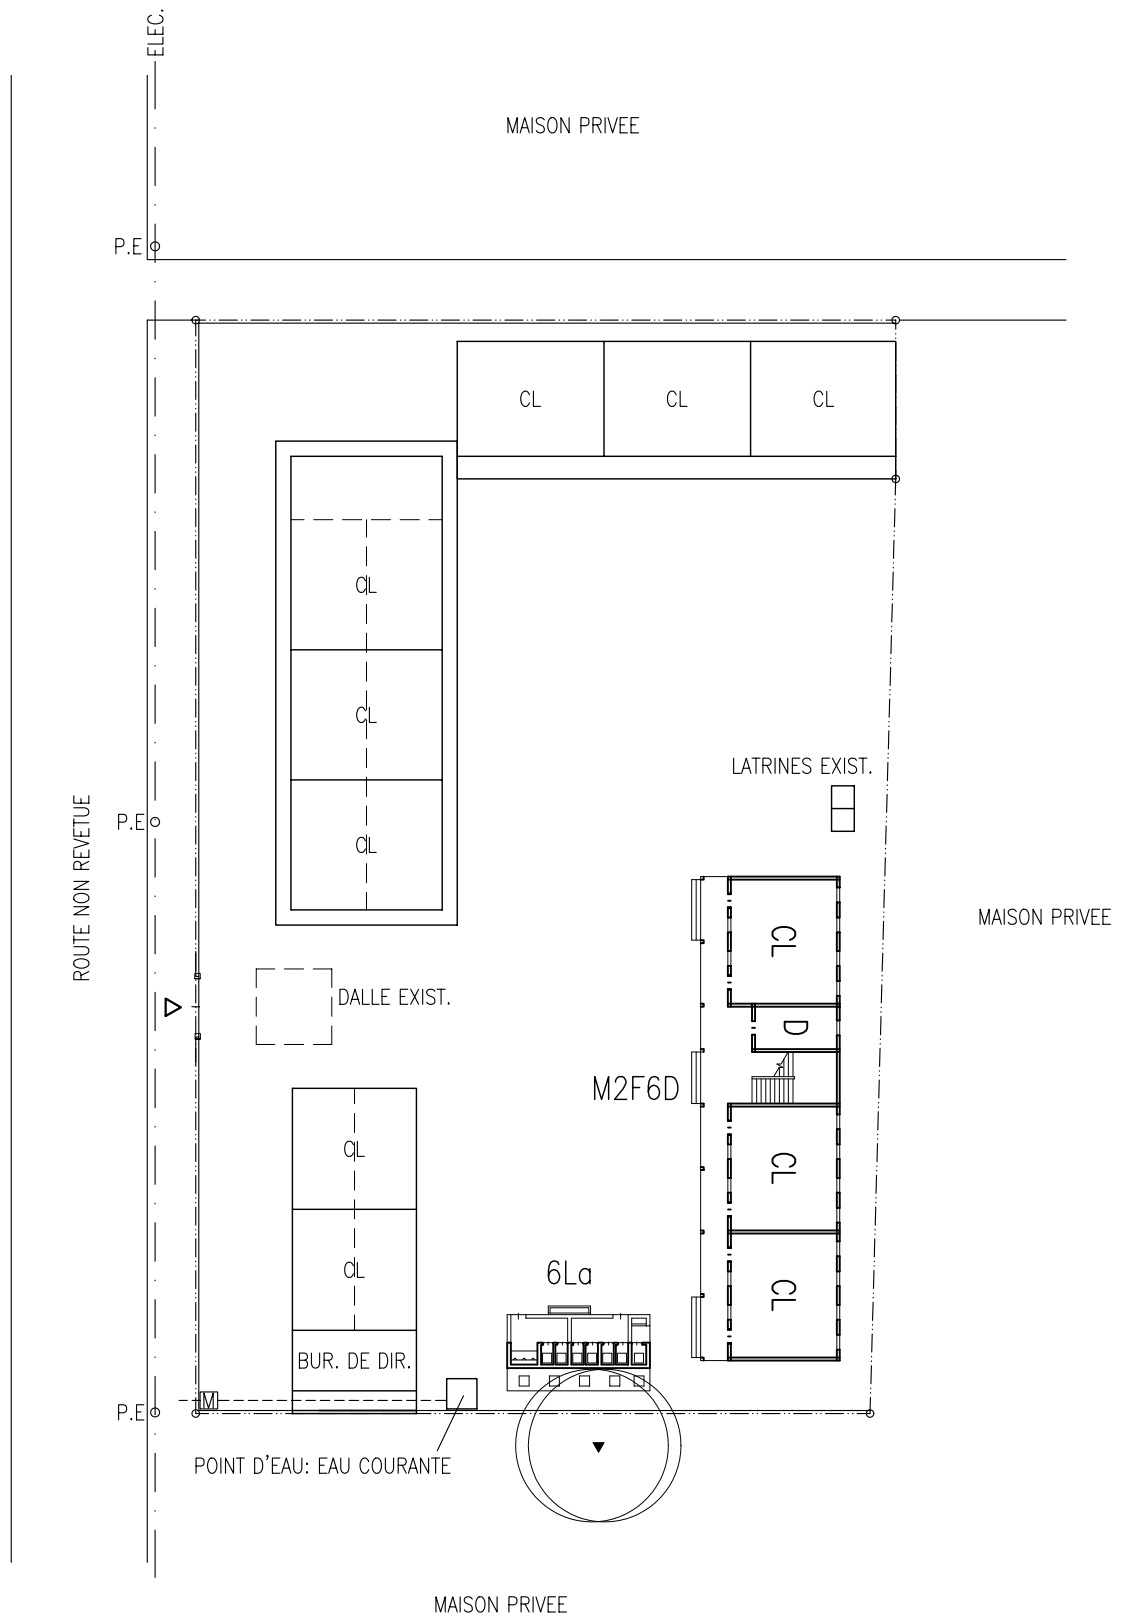 ELEC.
MAISON PRIVEE
P.E
CL
CL
CL
CL
CL
CL
LATRINES EXIST.
ROUTE NON REVETUE
P.E
MAISON PRIVEE
CL
DALLE EXIST.
D
M2F6D
CL
CL
CL
6La
CL
BUR. DE DIR.
M
P.E
POINT D'EAU: EAU COURANTE
MAISON PRIVEE